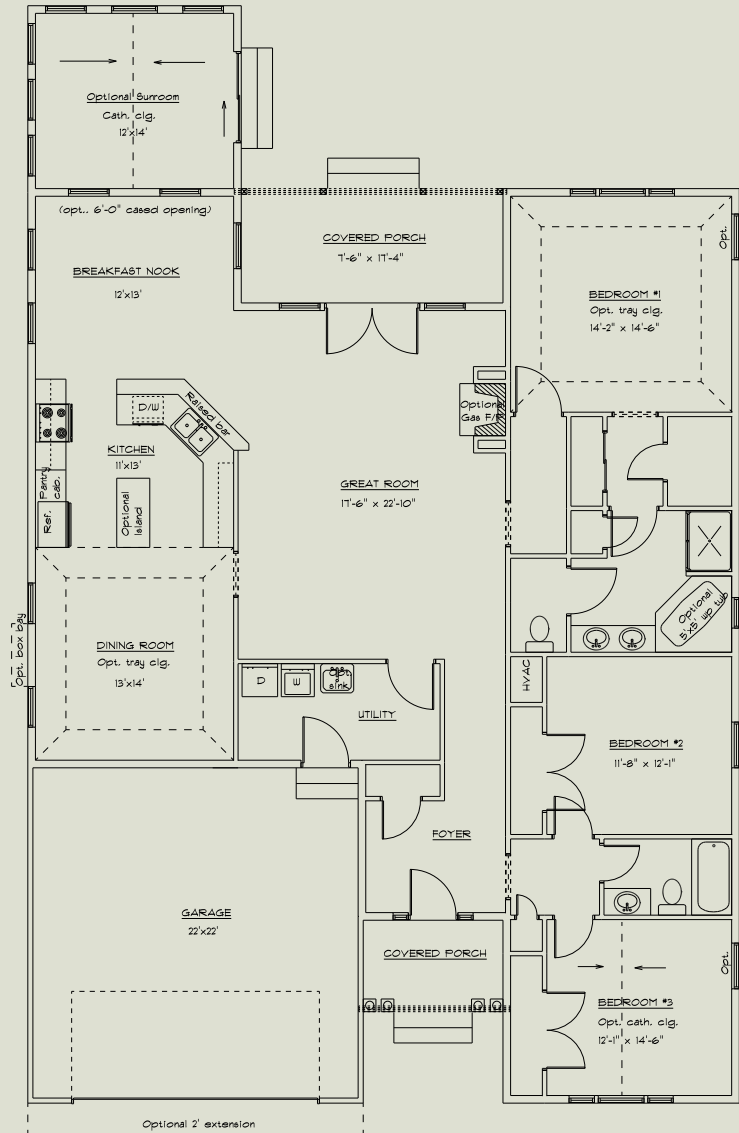 Optional Sunroom
Cath. clg.
12'x14'
(opt.. 6'-0" cased opening)
COVERED PORCH
7'-6" x 17'-4"
Opt.
BREAKFAST NOOK
12'x13'
BEDROOM #1
Opt. tray clg.
14'-2" x 14'-6"
D/W
Raised bar
Optional
Gas F/P
KITCHEN
11'x13'
Pantry
cab.
Ref.
Optional
Island
GREAT ROOM
17'-6" x 22'-10"
Optional
5'x5' wp tub
Opt. box bay
DINING ROOM
Opt. tray clg.
13'x14'
D
W
Opt.
sink
UTILITY
HVAC
BEDROOM #2
11'-8" x 12'-1"
FOYER
GARAGE
22'x22'
COVERED PORCH
Opt.
BEDROOM #3
Opt. cath. clg.
12'-1" x 14'-6"
Optional 2' extension